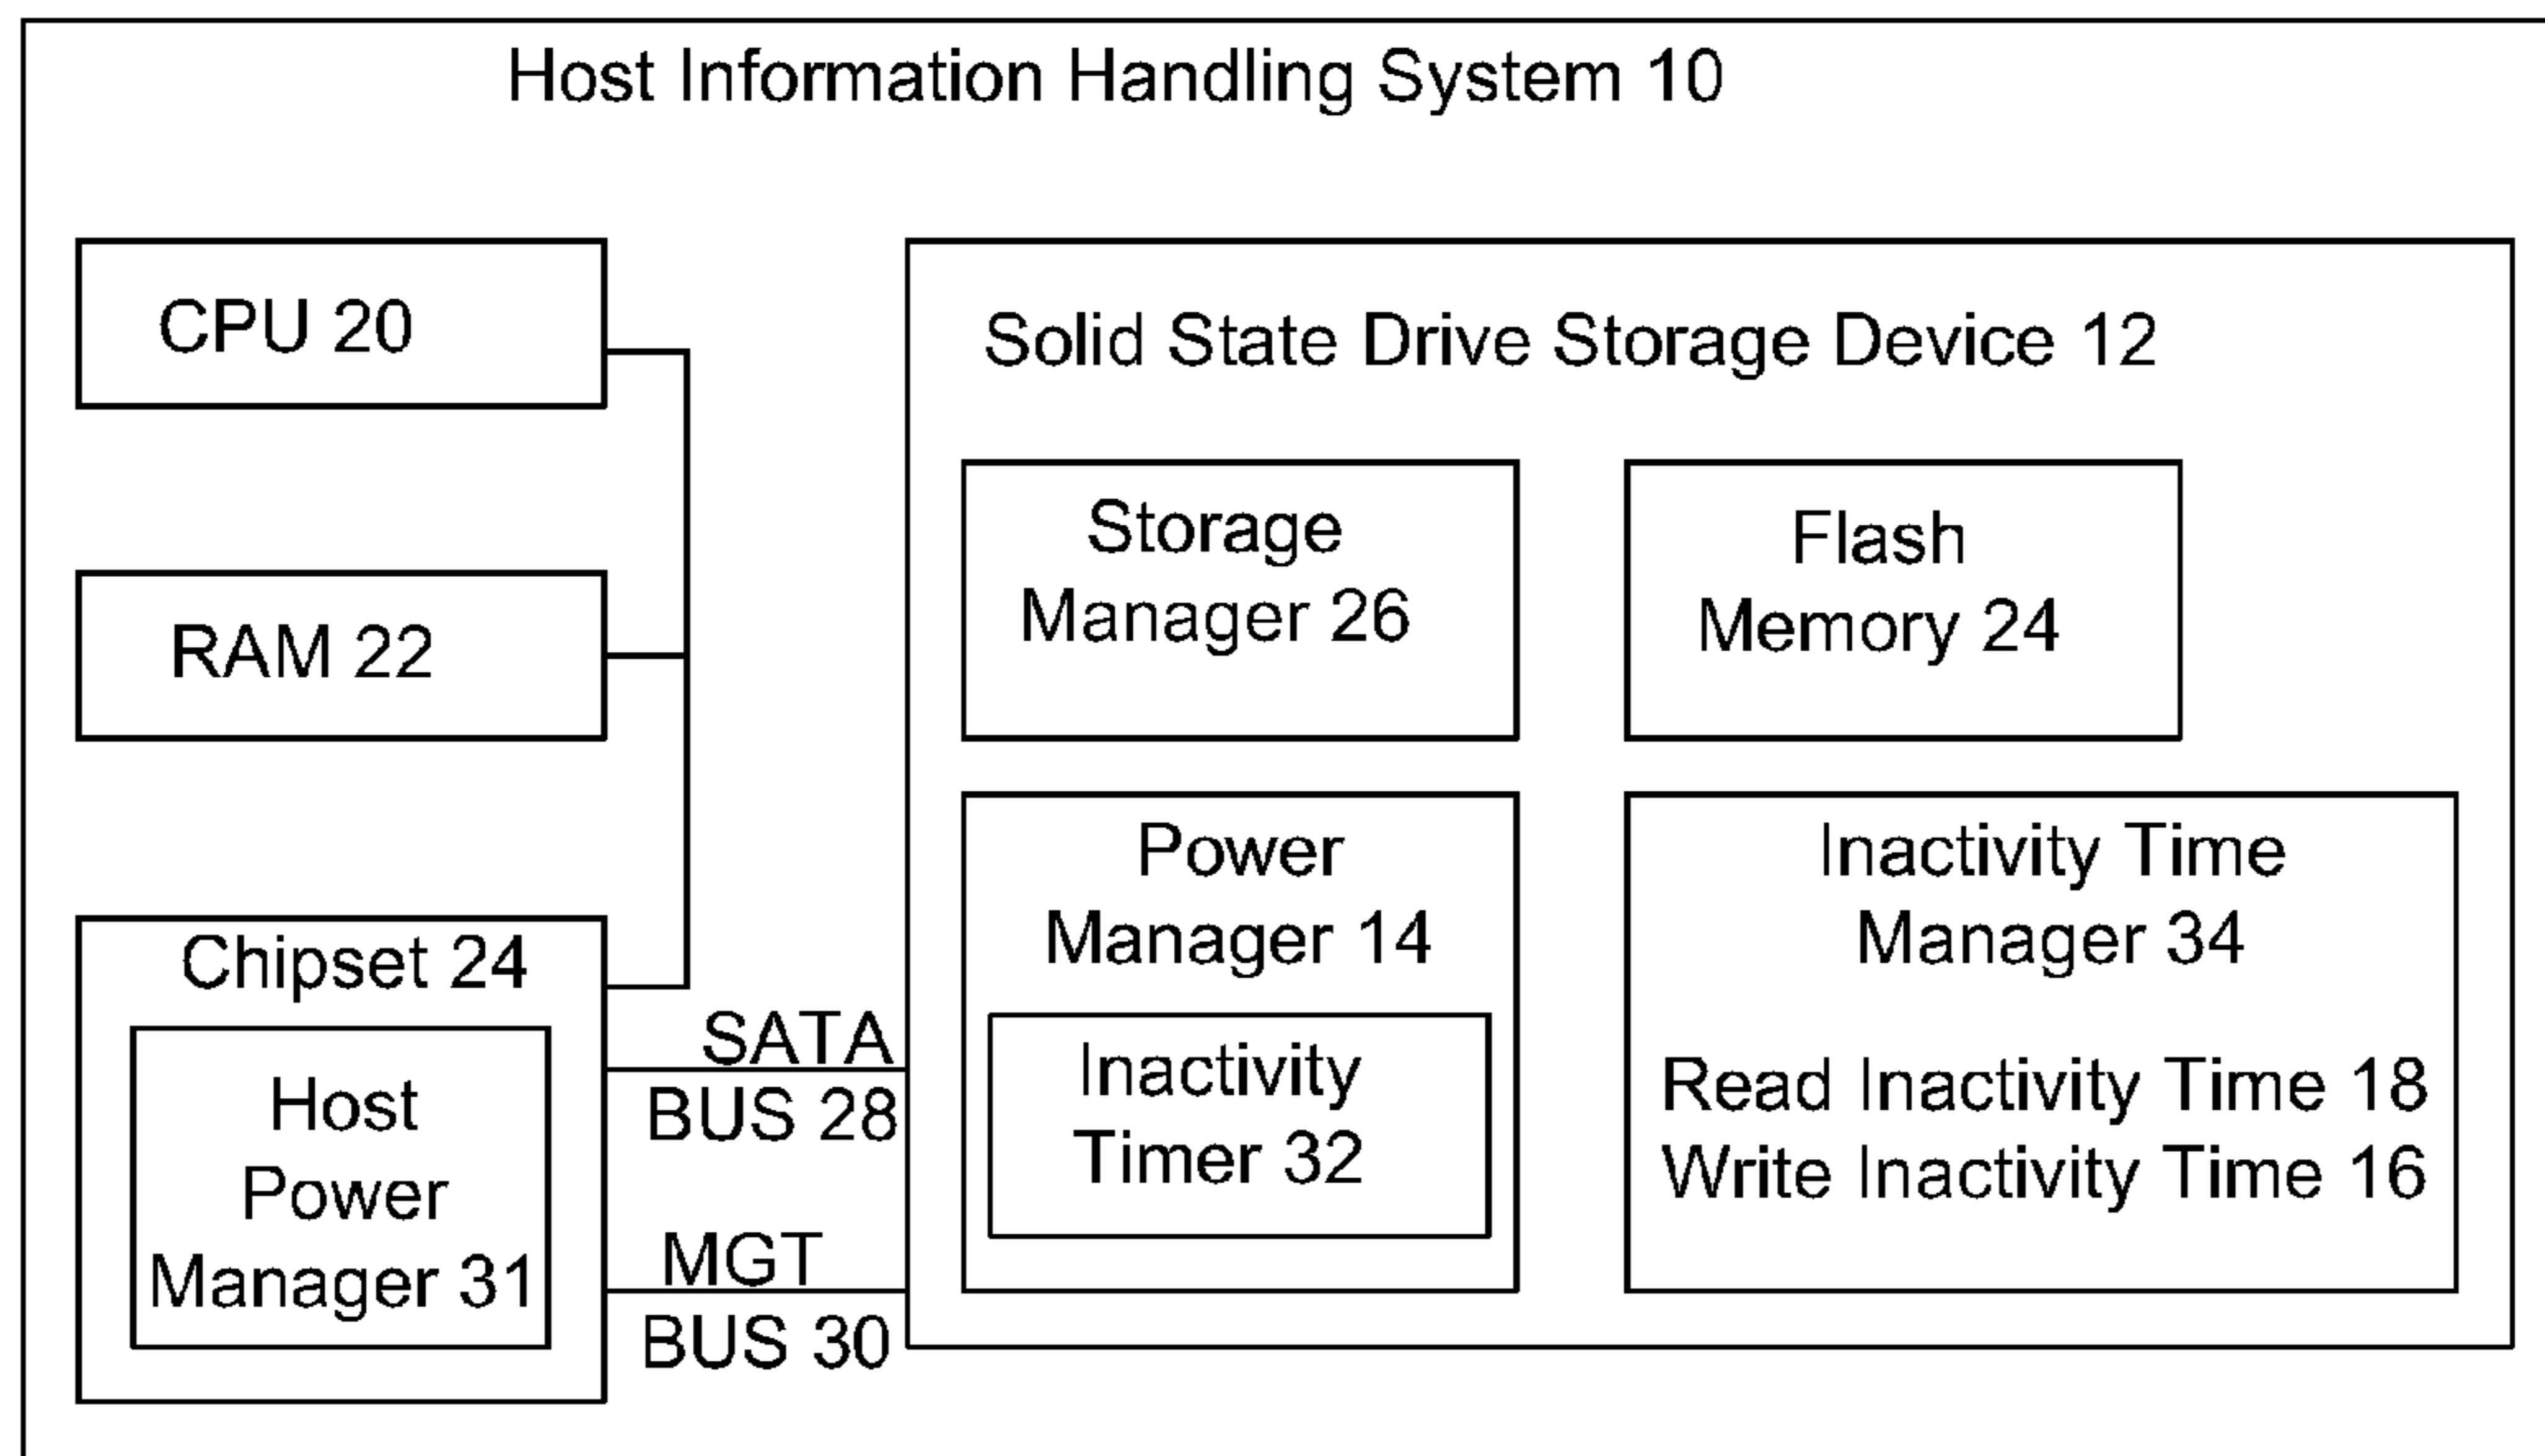 Host Information Handling System 10
CPU 20
RAM 22
Chipset 24
Host
Power
Manager 31
SATA
BUS 28
MGT
BUS 30
Solid State Drive Storage Device 12
Storage
Manager 26
Flash
Memory 24
Power
Manager 14
Inactivity
Timer 32
Inactivity Time
Manager 34
Read Inactivity Time 18
Write Inactivity Time 16